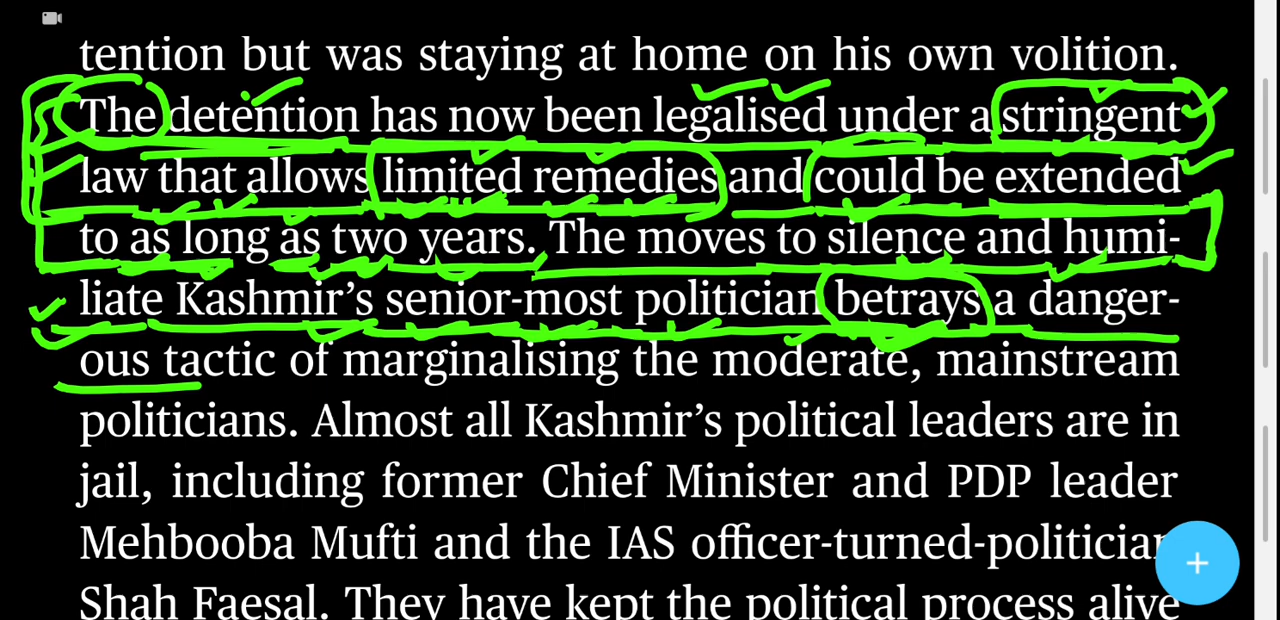 tention but was staying at home on his own volition.
The detention has now been legalised under a stringent
law that allows limited remedies and could be extended
to as long as two years. The moves to silence and humi-
liate Kashmir’s senior-most politician betrays a danger-
ous tactic of marginalising the moderate, mainstream
politicians. Almost all Kashmir’s political leaders are in
jail, including former Chief Minister and PDP leader
Mehbooba Mufti and the IAS officer-turned-politician
Shah Faesal. They have kept the political process alive